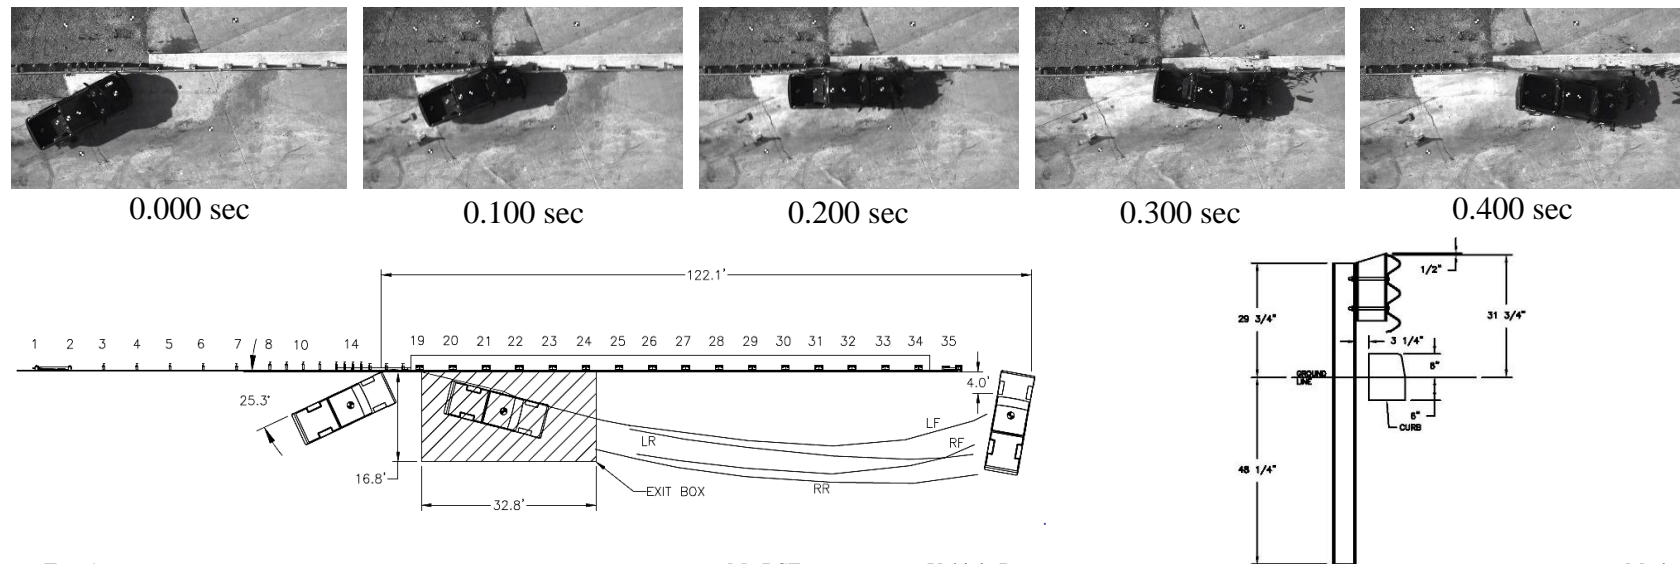 0.000 sec
0.100 sec
0.200 sec
0.300 sec
0.400 sec
122.1'
1 2 3 4 5 6 7 8 10 14 19 20 21 22 23 24 25 26 27 28 29 30 31 32 33 34 35
25.3°
4.0'
16.8'
LR
LF
RF
RR
EXIT BOX
32.8'
1/2"
29 3/4"
31 3/4"
3 1/4"
GROUND
LINE
6"
CURB
48 1/4"